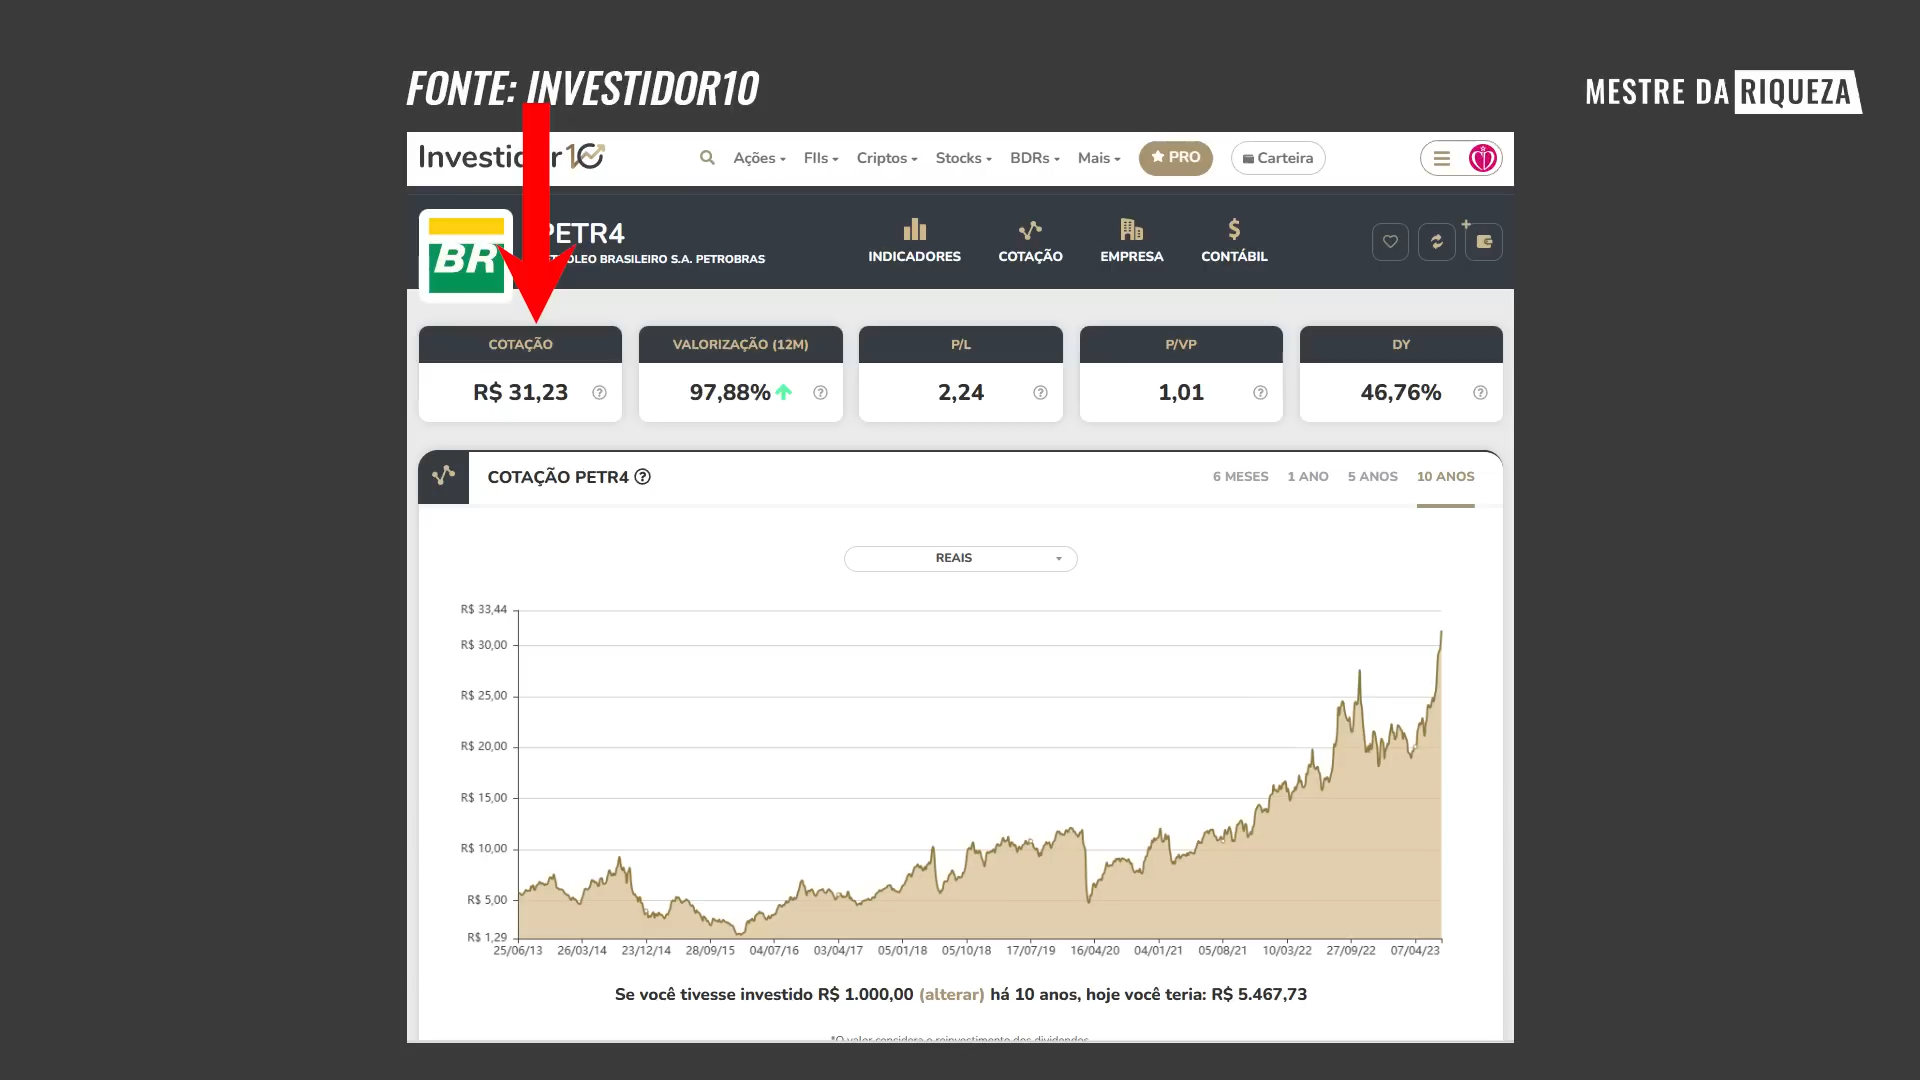 FONTE: INVESTIDOR10
MESTRE DA RIQUEZA
Ações
FIIs
Criptos
Stocks
BDRs
Mais
PRO
Carteira
BR
PETR4
BRASILEIRO S.A. PETROBRAS
INDICADORES
COTAÇÃO
EMPRESA
CONTÁBIL
COTAÇÃO
R$ 31,23
VALORIZAÇÃO (12M)
97,88%
P/L
2,24
P/VP
1,01
DY
46,76%
COTAÇÃO PETR4
6 MESES
1 ANO
5 ANOS
10 ANOS
REAIS
R$ 33,44
R$ 30,00
R$ 25,00
R$ 20,00
R$ 15,00
R$ 10,00
R$ 5,00
R$ 1,29
25/06/13 26/03/14 23/12/14 28/09/15 04/07/16 03/04/17 05/01/18 05/10/18 17/07/19 16/04/20 04/01/21 05/08/21 10/03/22 27/09/22 07/04/23
Se você tivesse investido R$ 1.000,00 (alterar) há 10 anos, hoje você teria: R$ 5.467,73
*O valor considera o reinvestimento dos dividendos